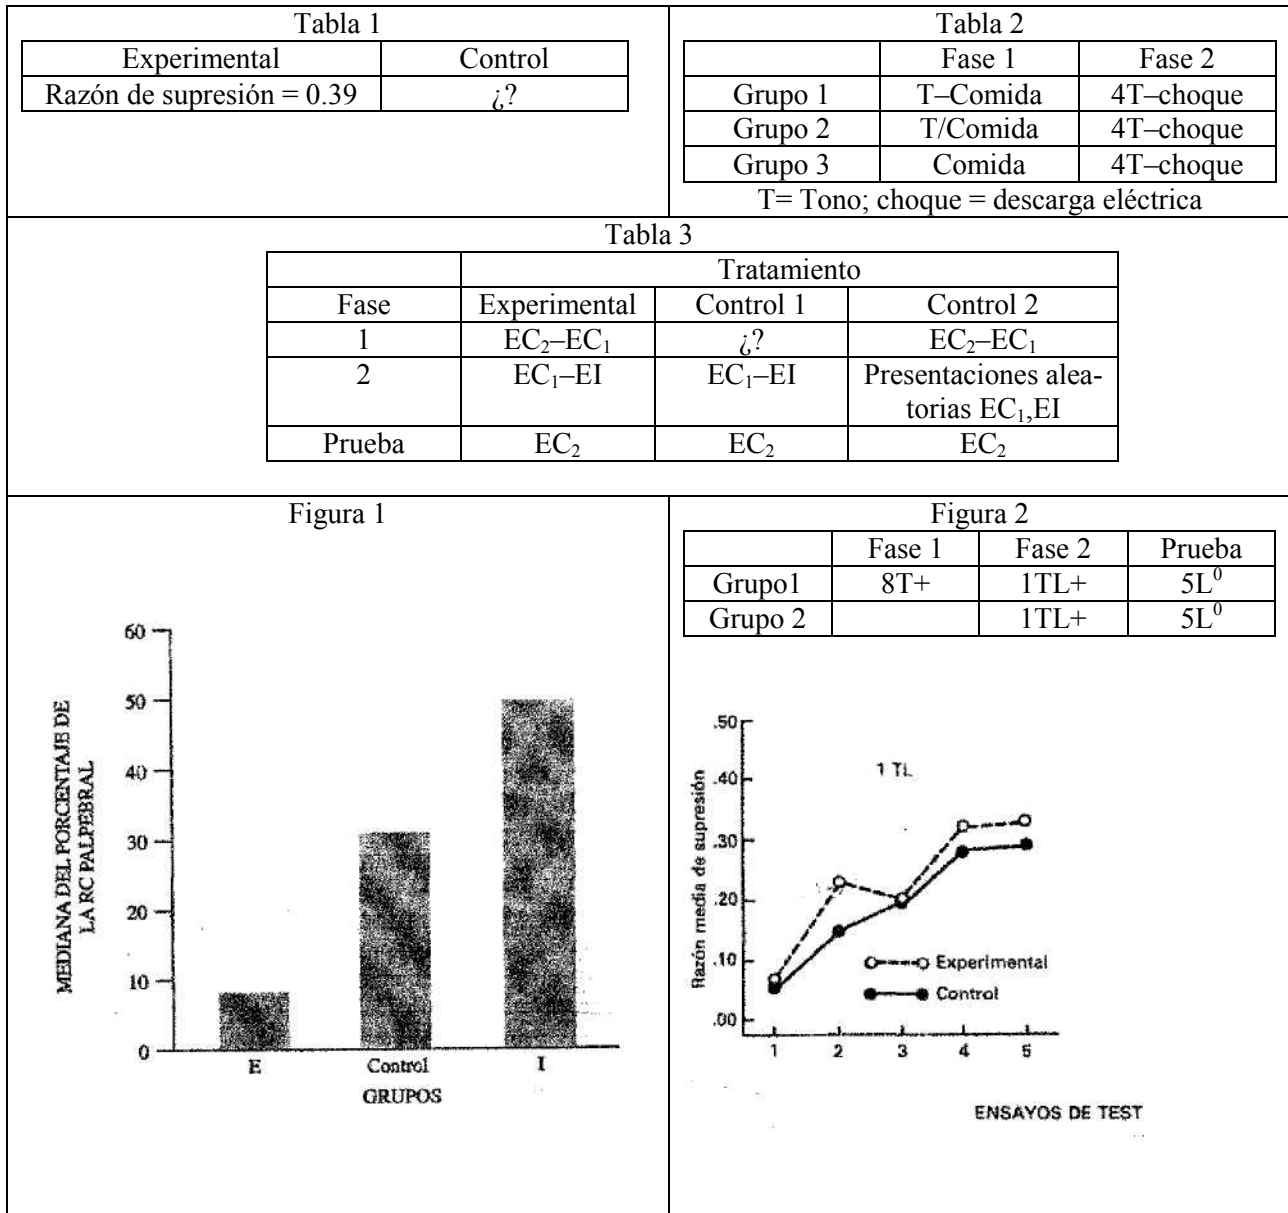 Tabla 1
Experimental Control
Razón de supresión = 0.39 ¿?
Tabla 2
Fase 1 Fase 2
Grupo 1 T–Comida 4T–choque
Grupo 2 T/Comida 4T–choque
Grupo 3 Comida 4T–choque
T= Tono; choque = descarga eléctrica
Tabla 3
Tratamiento
Fase Experimental Control 1 Control 2
1 EC₂–EC₁ ¿? EC₂–EC₁
2 EC₁–EI EC₁–EI Presentaciones alea-
torias EC₁,EI
Prueba EC₂ EC₂ EC₂
Figura 1
MEDIANA DEL PORCENTAJE DE
LA RC PALPEBRAL
60
50
40
30
20
10
0
E Control I
GRUPOS
Figura 2
Fase 1 Fase 2 Prueba
Grupo1 8T+ 1TL+ 5L⁰
Grupo 2 1TL+ 5L⁰
Razón media de supresión
.50
.40
.30
.20
.10
.00
1 TL
Experimental
Control
1 2 3 4 5
ENSAYOS DE TEST